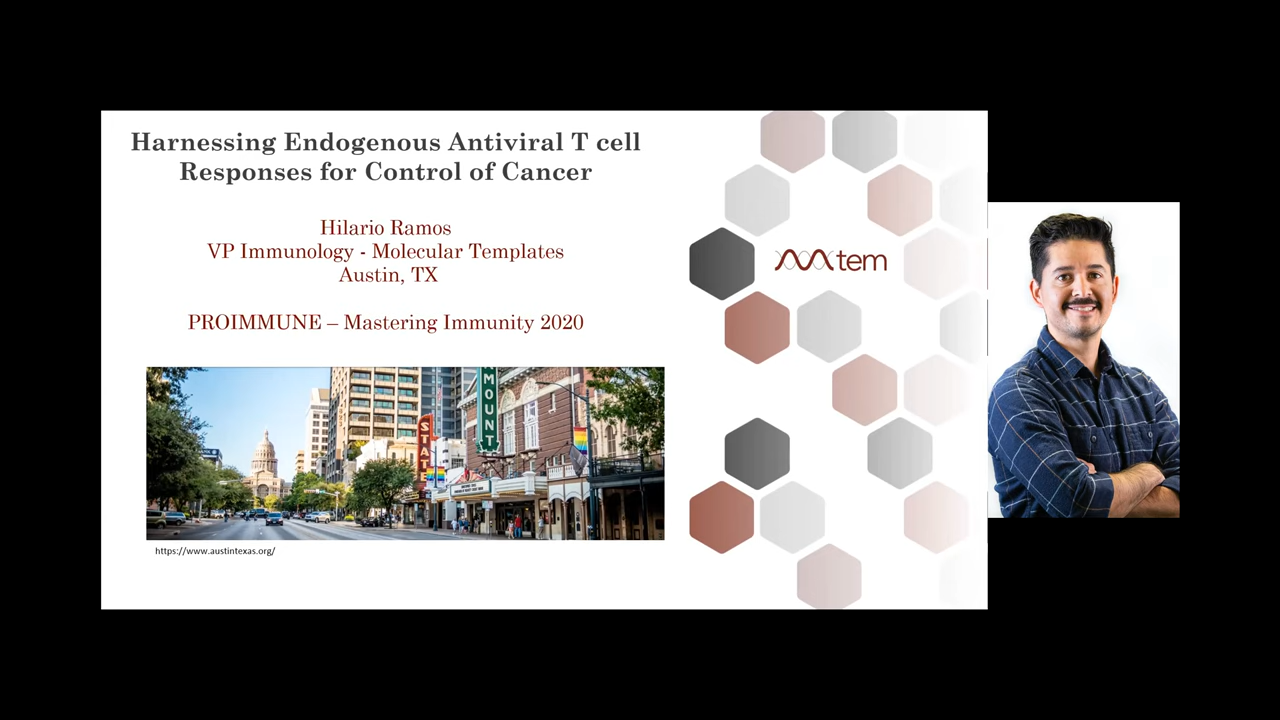 Harnessing Endogenous Antiviral T cell
Responses for Control of Cancer
Hilario Ramos
VP Immunology - Molecular Templates
Austin, TX
PROIMMUNE – Mastering Immunity 2020
tem
MOUNT
STAT
https://www.austintexas.org/